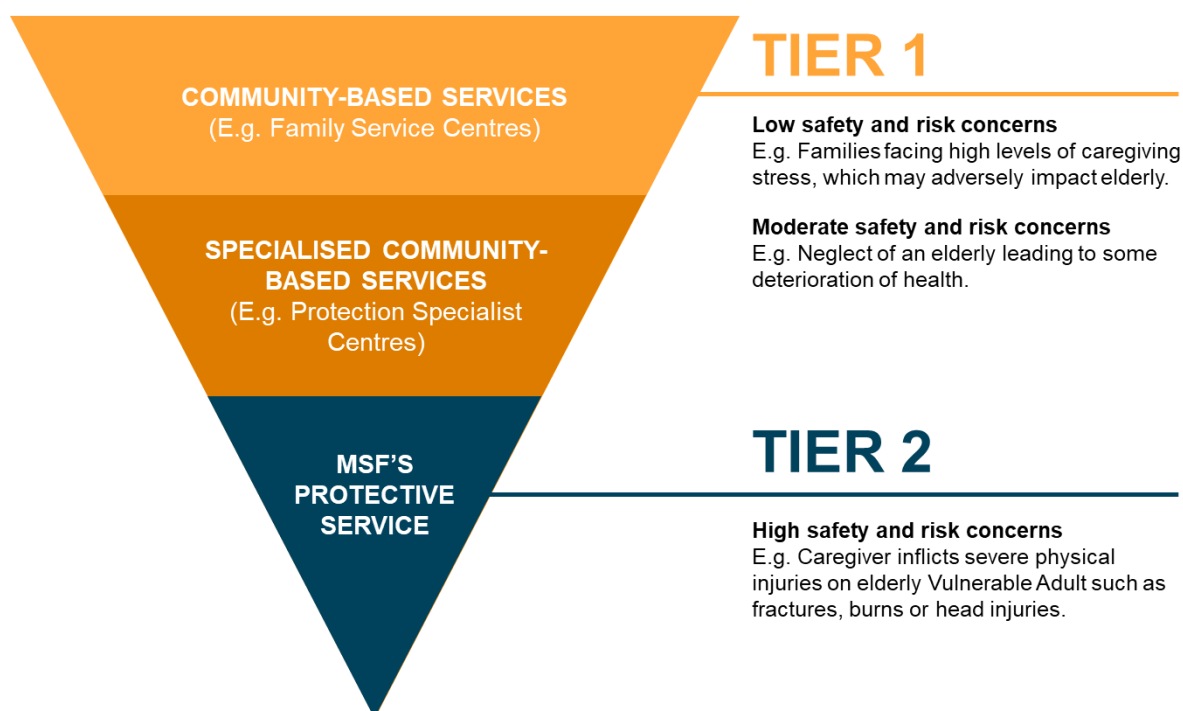 COMMUNITY-BASED SERVICES
(E.g. Family Service Centres)
SPECIALISED COMMUNITY-
BASED SERVICES
(E.g. Protection Specialist
Centres)
MSF'S
PROTECTIVE
SERVICE
TIER 1
Low safety and risk concerns
E.g. Families facing high levels of caregiving
stress, which may adversely impact elderly.
Moderate safety and risk concerns
E.g. Neglect of an elderly leading to some
deterioration of health.
TIER 2
High safety and risk concerns
E.g. Caregiver inflicts severe physical
injuries on elderly Vulnerable Adult such as
fractures, burns or head injuries.